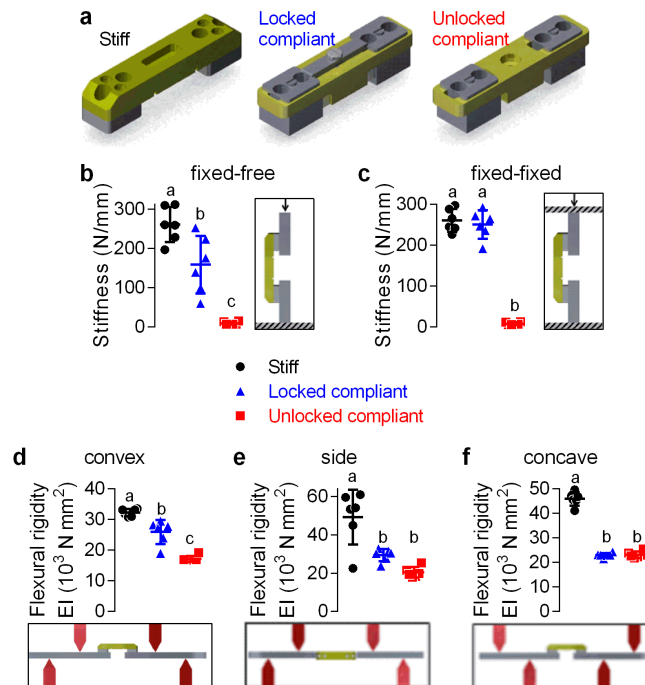 a
Stiff
Locked compliant
Unlocked compliant
b
fixed-free
Stiffness (N/mm)
300
200
100
0
a
b
c
c
fixed-fixed
Stiffness (N/mm)
300
200
100
0
a
a
b
Stiff
Locked compliant
Unlocked compliant
d
convex
Flexural rigidity
EI (10³ N mm²)
40
30
20
10
0
a
b
c
e
side
Flexural rigidity
EI (10³ N mm²)
60
40
20
0
a
b
b
f
concave
Flexural rigidity
EI (10³ N mm²)
50
40
30
20
10
0
a
b
b